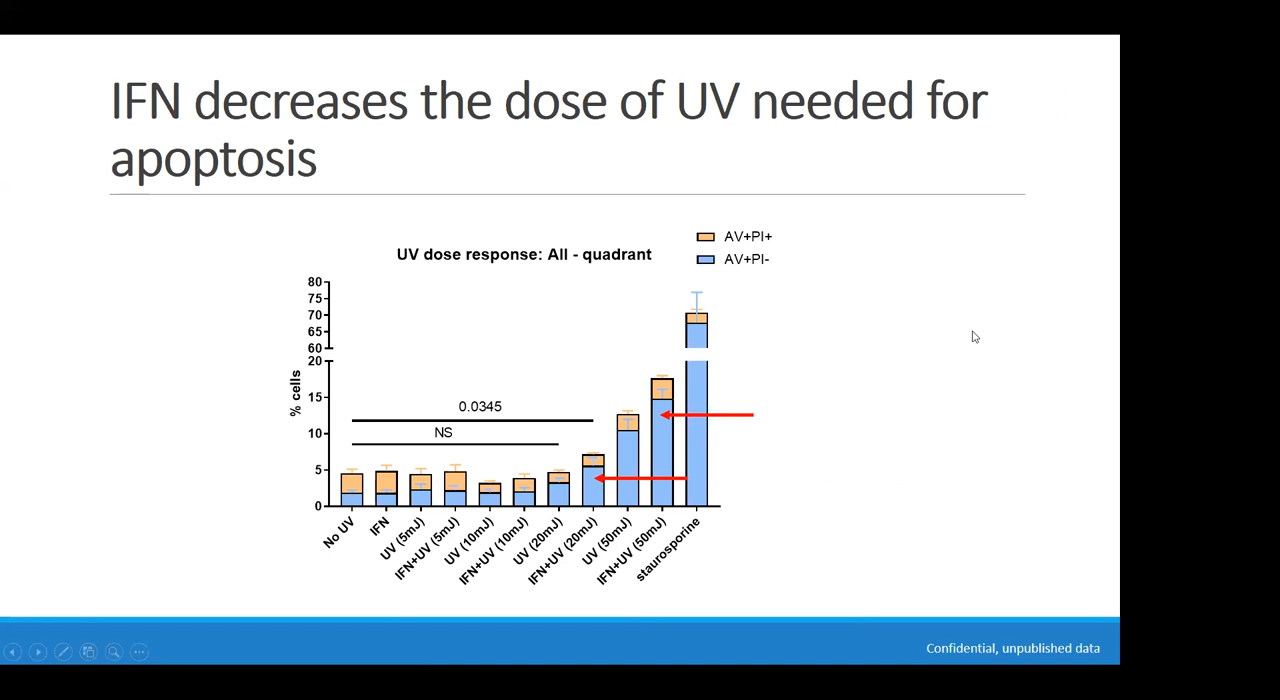 IFN decreases the dose of UV needed for
apoptosis
AV+PI+
UV dose response: All - quadrant
AV+PI-
80
75
70
65
60
20
15
10
5
0
% cells
0.0345
NS
No UV
IFN
UV (5mJ)
IFN+UV (5mJ)
UV (10mJ)
IFN+UV (10mJ)
UV (20mJ)
IFN+UV (20mJ)
UV (50mJ)
IFN+UV (50mJ)
staurosporine
Confidential, unpublished data